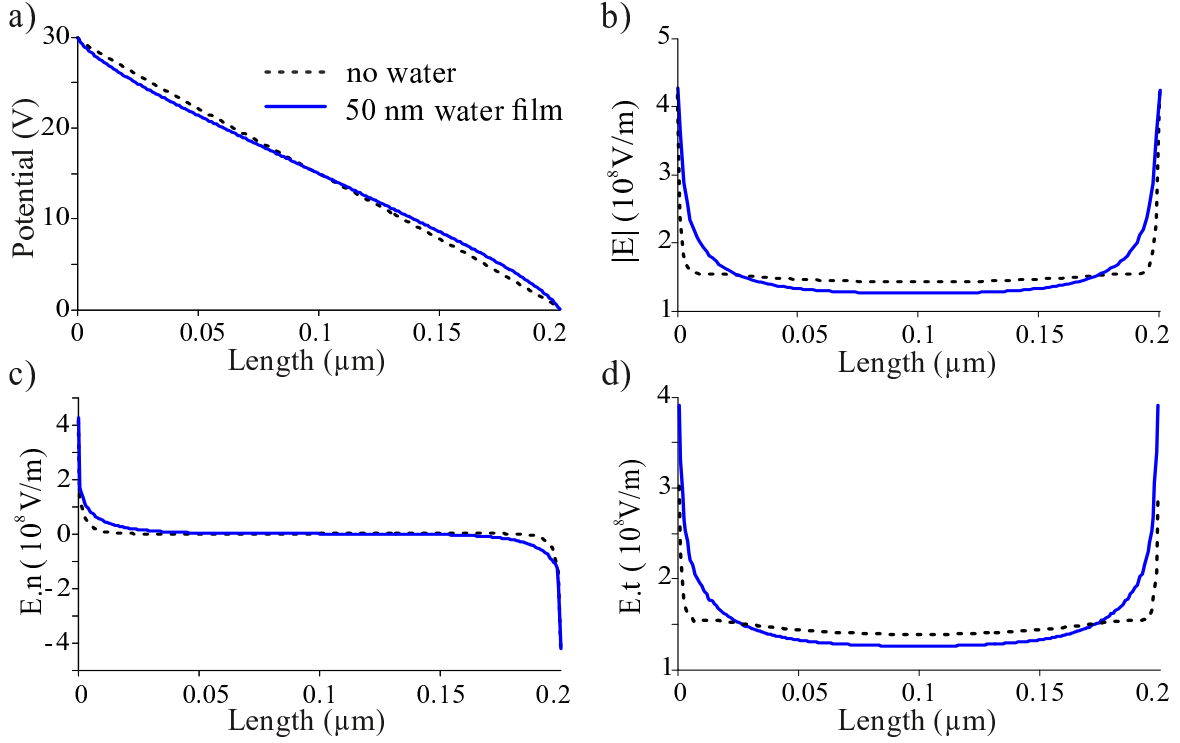 a)
30
20
10
0
Potential (V)
no water
50 nm water film
0
0.05
0.1
0.15
0.2
Length (µm)
b)
5
4
3
2
1
|E| (10⁸V/m)
0
0.05
0.1
0.15
0.2
Length (µm)
c)
4
2
0
-2
-4
E.n ( 10⁸ V/m)
0
0.05
0.1
0.15
0.2
Length (µm)
d)
4
3
2
1
E.t ( 10⁸V/m)
0
0.05
0.1
0.15
0.2
Length (µm)